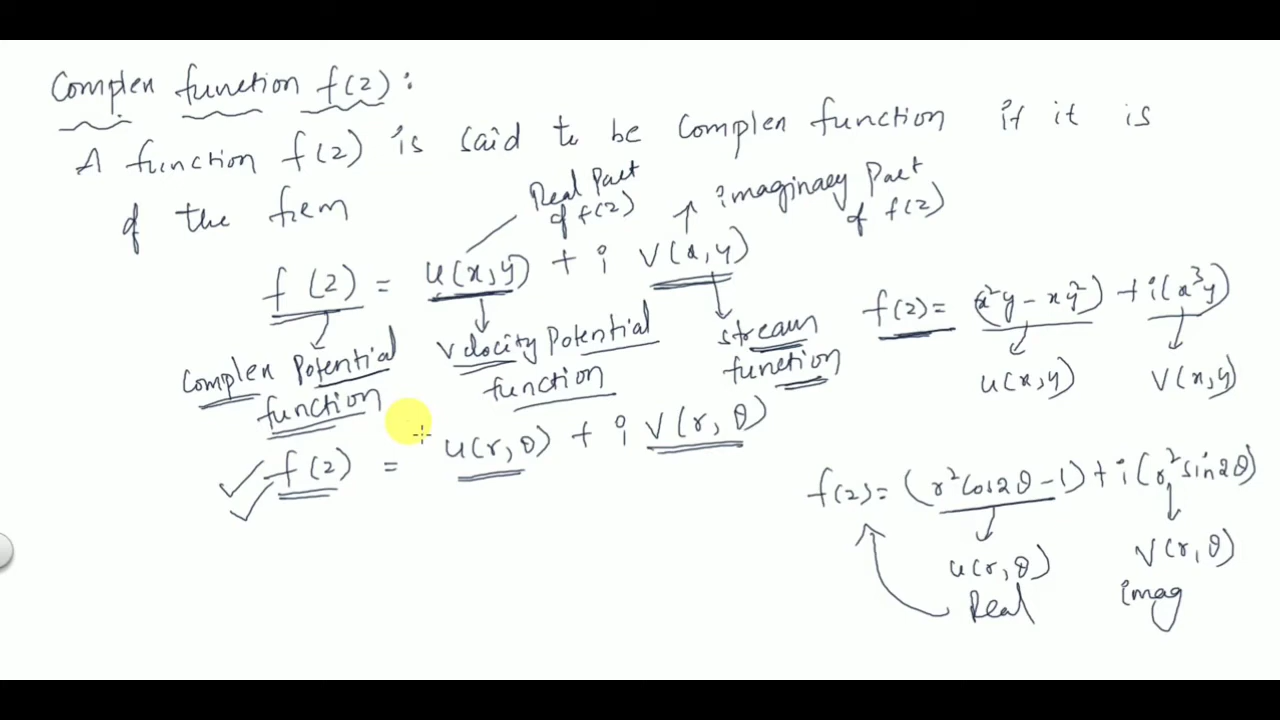 Complex function f(z) :
A function f(z) is said to be complex function if it is
of the form
Real Part
of f(z)
imaginary Part
of f(z)
f(z) = u(x,y) + i v(x,y)
Complex Potential
function
Velocity Potential
function
stream
function
f(z) = (x²y - xy²) + i(x³y)
u(x,y)
v(x,y)
f(z) = u(r,θ) + i v(r,θ)
f(z) = (r²cos2θ-1) + i(r²sin2θ)
u(r,θ)
Real
v(r,θ)
imag